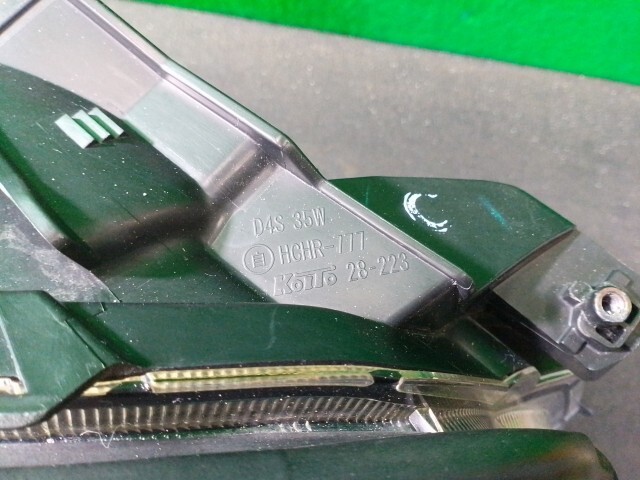 D4S 35W
自 HCHR-777
KOITO 28-223
C